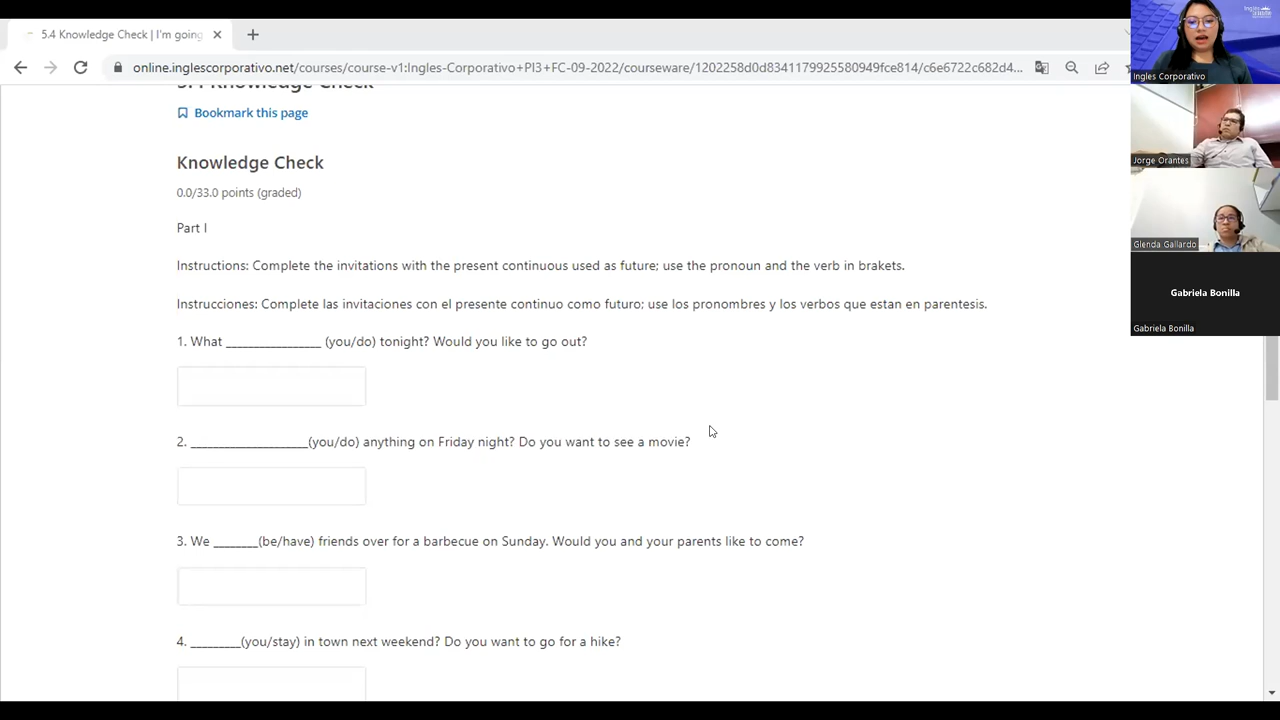 5.4 Knowledge Check | I'm going
online.inglescorporativo.net/courses/course-v1:Ingles-Corporativo+PI3+FC-09-2022/courseware/1202258d0d8341179925580949fce814/c6e6722c682d4...
5.4 Knowledge Check
Bookmark this page
Knowledge Check
0.0/33.0 points (graded)
Part I
Instructions: Complete the invitations with the present continuous used as future; use the pronoun and the verb in brakets.
Instrucciones: Complete las invitaciones con el presente continuo como futuro; use los pronombres y los verbos que estan en parentesis.
1. What _________________ (you/do) tonight? Would you like to go out?
2. _____________________(you/do) anything on Friday night? Do you want to see a movie?
3. We ________(be/have) friends over for a barbecue on Sunday. Would you and your parents like to come?
4. _________(you/stay) in town next weekend? Do you want to go for a hike?
Ingles Corporativo
Jorge Orantes
Glenda Gallardo
Gabriela Bonilla
Gabriela Bonilla